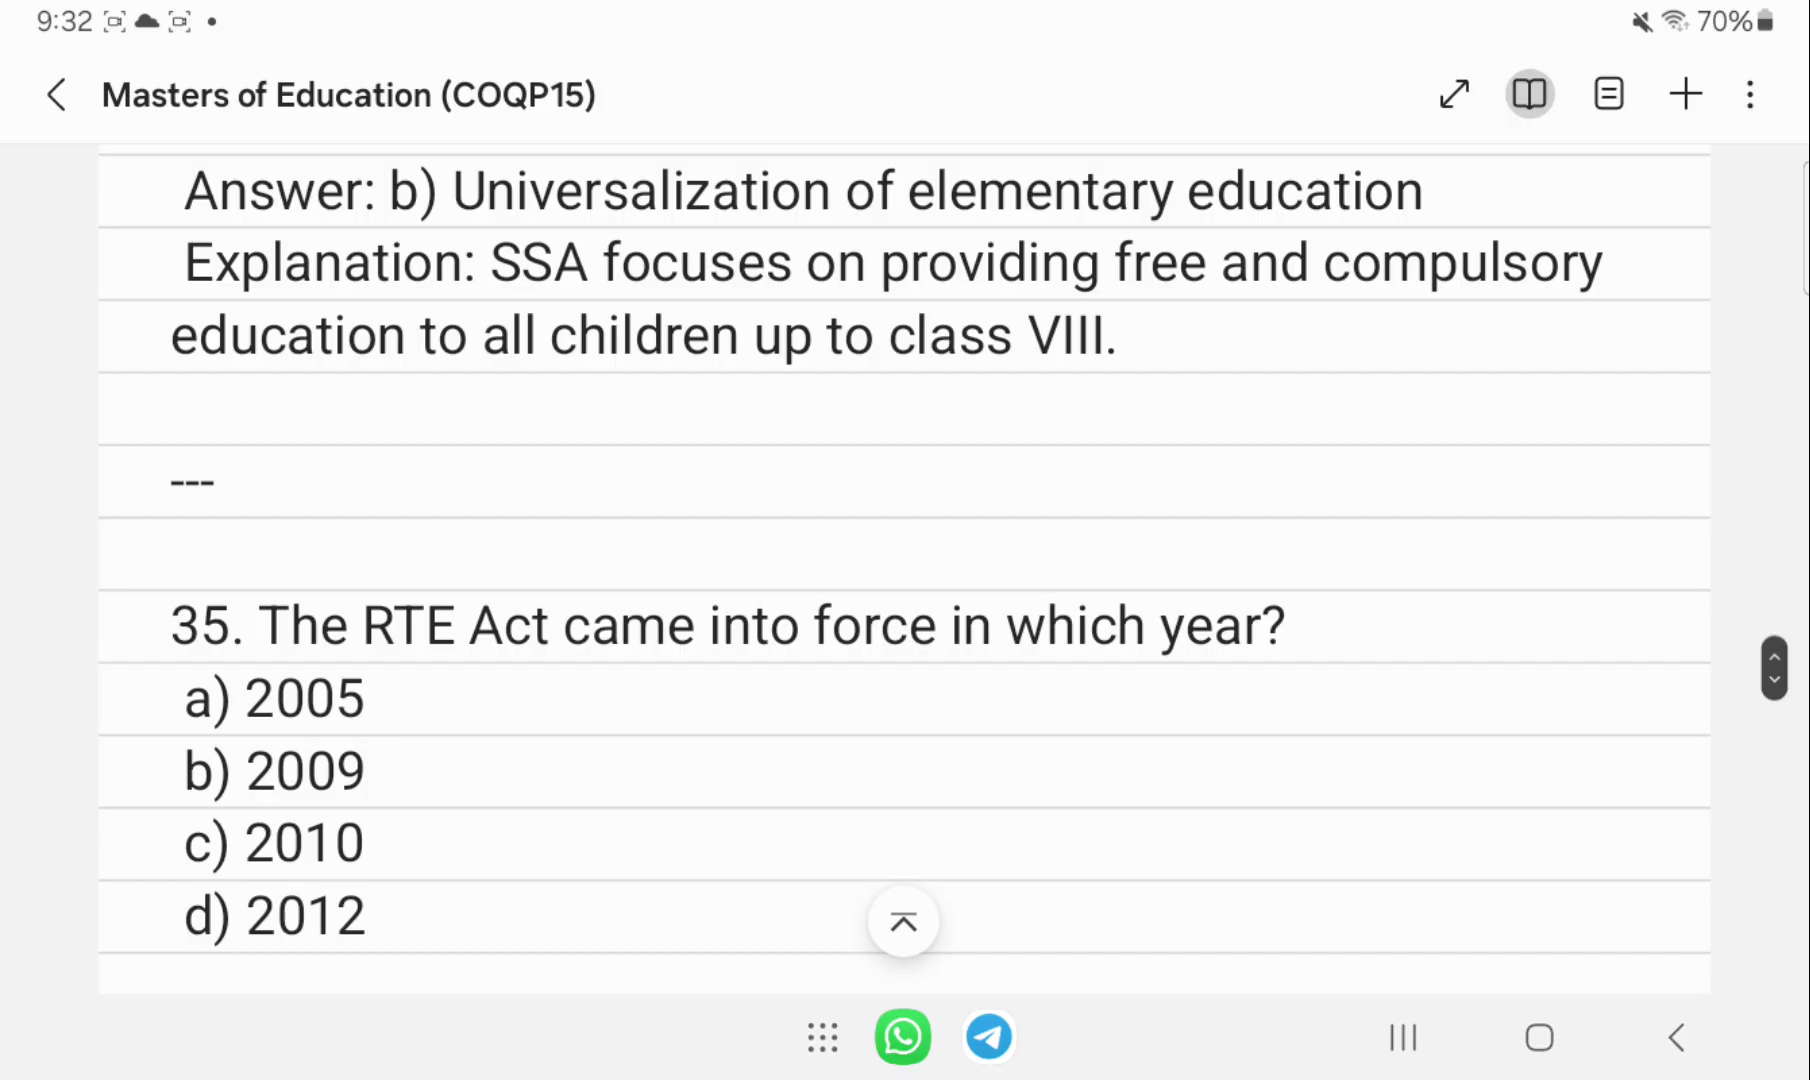 9:32
70%
Masters of Education (COQP15)
Answer: b) Universalization of elementary education
Explanation: SSA focuses on providing free and compulsory
education to all children up to class VIII.
---
35. The RTE Act came into force in which year?
a) 2005
b) 2009
c) 2010
d) 2012